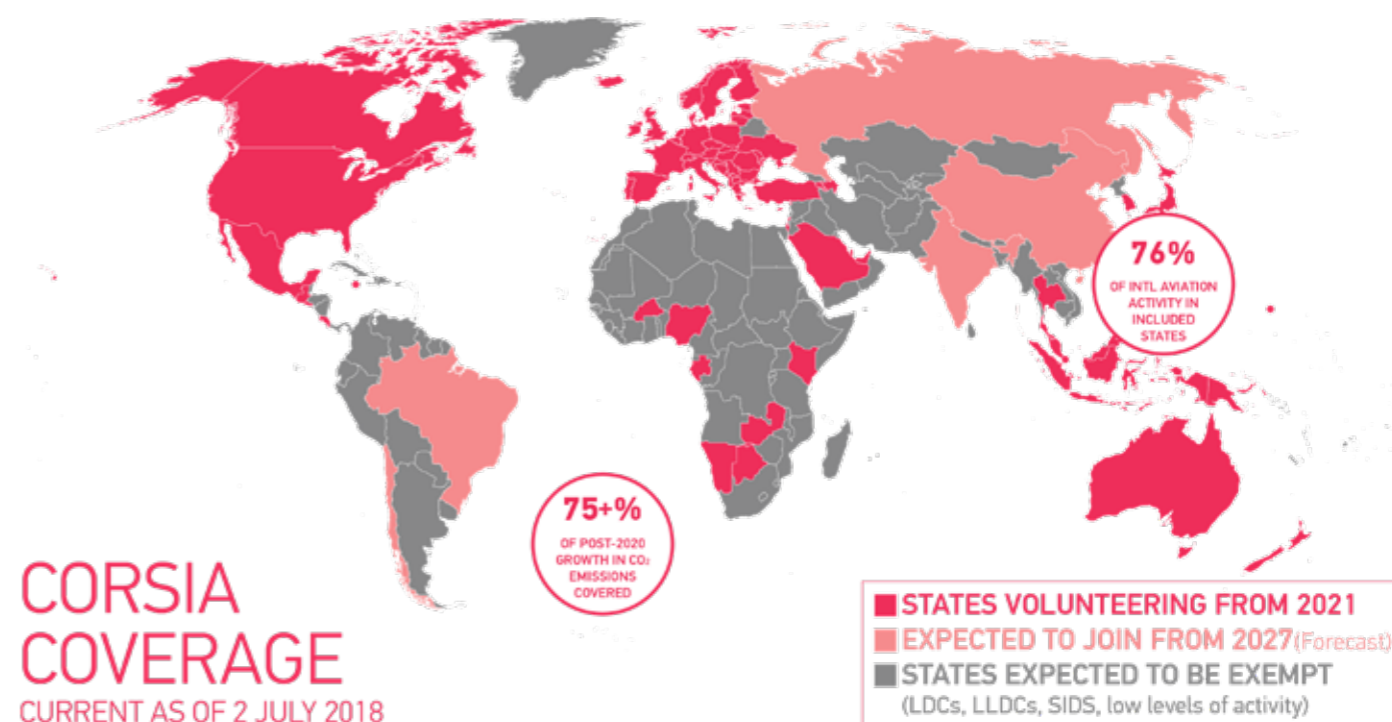 76%
OF INTL AVIATION
ACTIVITY IN
INCLUDED
STATES
75+%
OF POST-2020
GROWTH IN CO₂
EMISSIONS
COVERED
CORSIA
COVERAGE
CURRENT AS OF 2 JULY 2018
STATES VOLUNTEERING FROM 2021
EXPECTED TO JOIN FROM 2027(Forecast)
STATES EXPECTED TO BE EXEMPT
(LDCs, LLDCs, SIDS, low levels of activity)